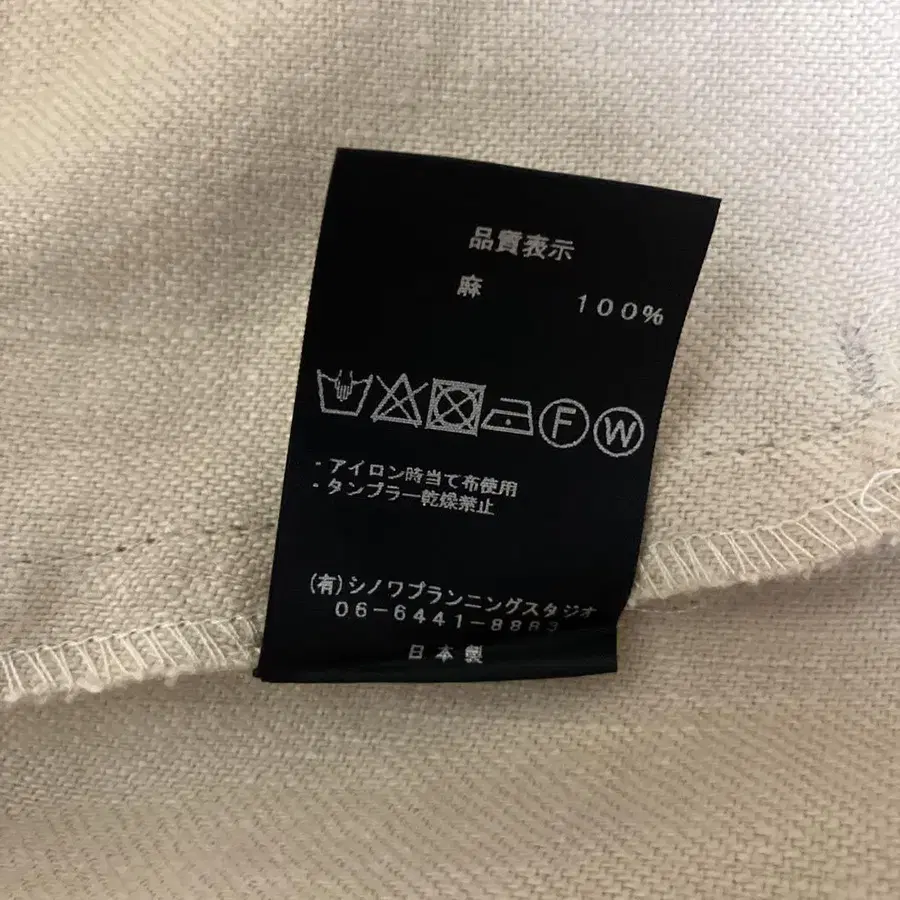 品質表示
麻 100%
F W
・アイロン時当て布使用
・タンブラー乾燥禁止
(有)シノワプランニングスタジオ
06-6441-8883
日本製